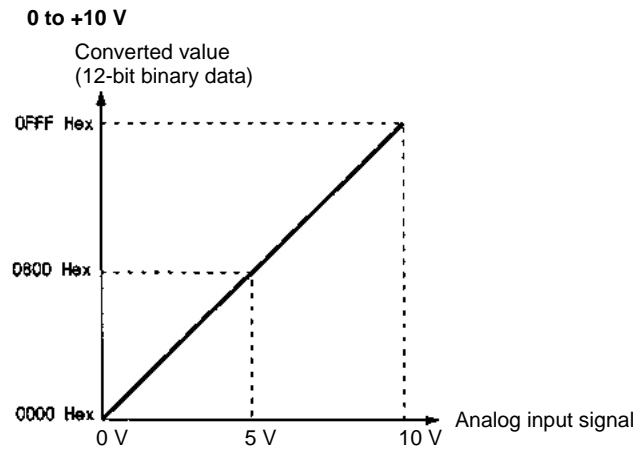 0 to +10 V
Converted value
(12-bit binary data)
0FFF Hex
0800 Hex
0000 Hex
0 V
5 V
10 V
Analog input signal